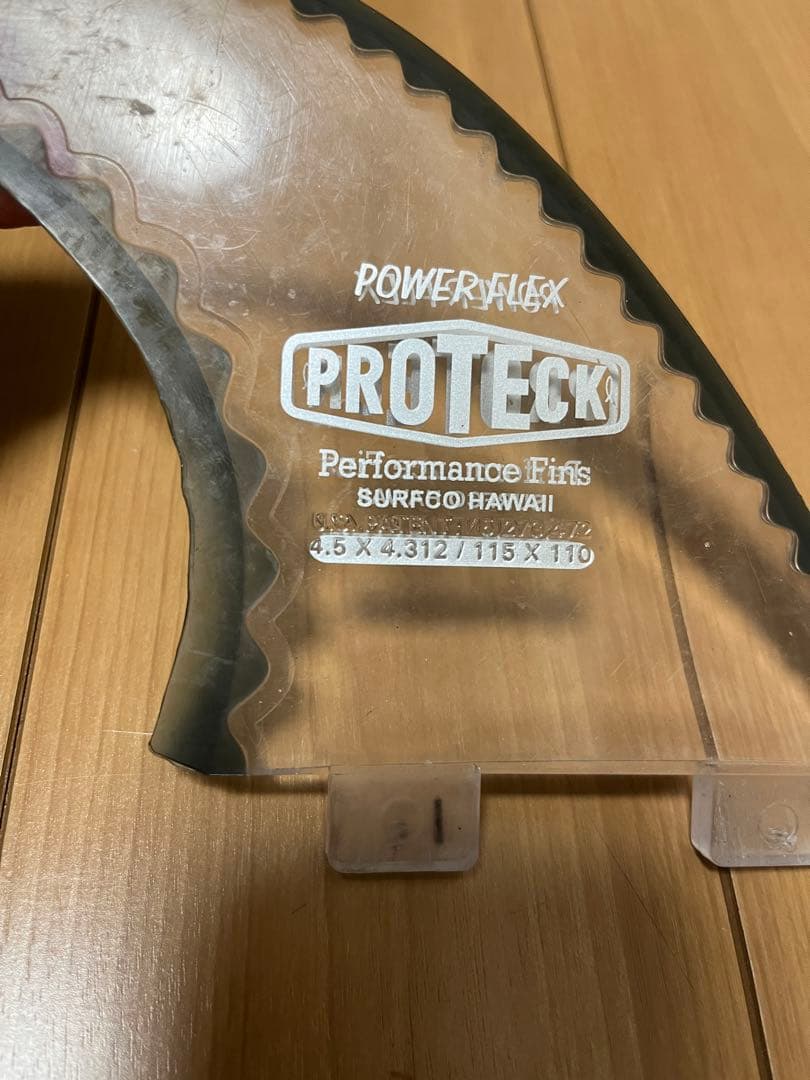 POWER FLEX
PROTECK
Performance Fins
SURFCO HAWAII
4.5 X 4.312 / 115 X 110